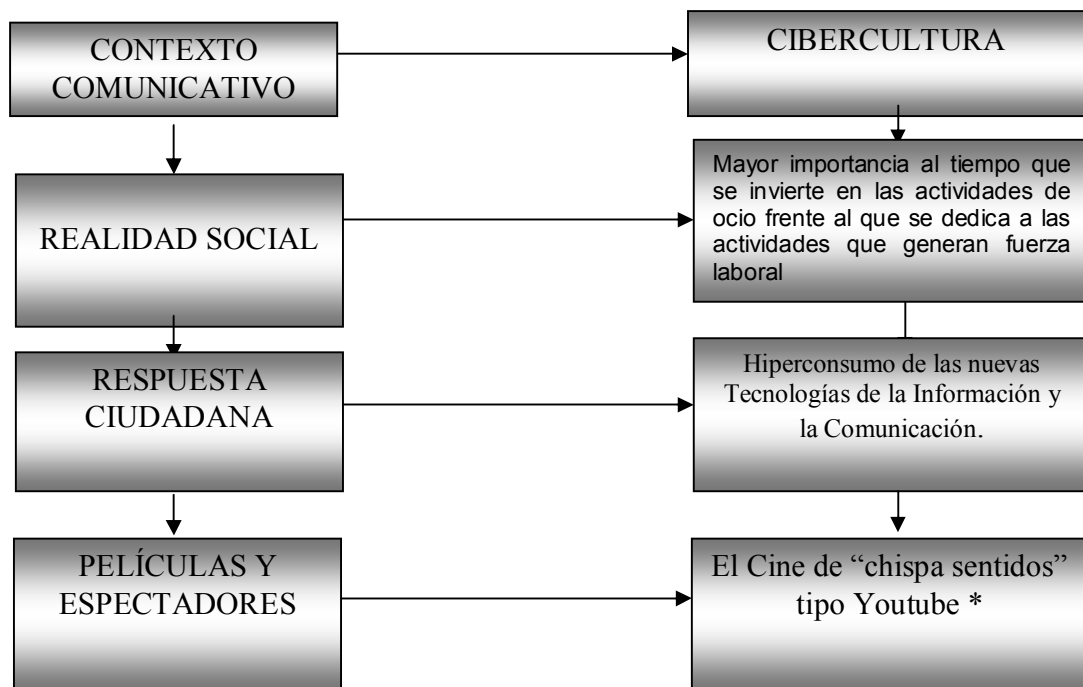 CONTEXTO
COMUNICATIVO
CIBERCULTURA
REALIDAD SOCIAL
Mayor importancia al tiempo que
se invierte en las actividades de
ocio frente al que se dedica a las
actividades que generan fuerza
laboral
RESPUESTA
CIUDADANA
Hiperconsumo de las nuevas
Tecnologías de la Información y
la Comunicación.
PELÍCULAS Y
ESPECTADORES
El Cine de “chispa sentidos”
tipo Youtube *